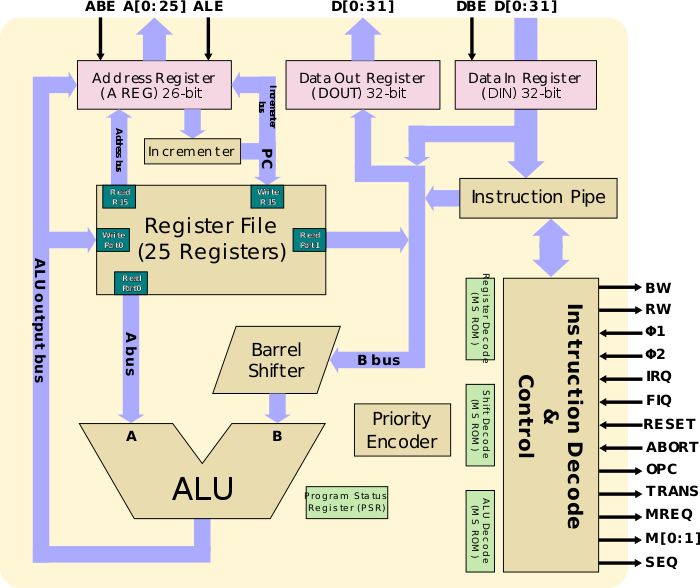 ABE A[0:25] ALE
D[0:31]
DBE D[0:31]
Address Register
(A REG) 26-bit
Data Out Register
(DOUT) 32-bit
Data In Register
(DIN) 32-bit
Incrementer
bus
Address bus
Incrementer
PC
Read
R15
Write
R15
Instruction Pipe
Register File
(25 Registers)
Write
Port0
Read
Port1
Read
Port0
ALU output bus
A bus
Barrel
Shifter
B bus
Register Decode
(MS ROM)
Shift Decode
(MS ROM)
ALU Decode
(MS ROM)
Instruction Decode
&
Control
Priority
Encoder
A
B
ALU
Program Status
Register (PSR)
BW
RW
Φ1
Φ2
IRQ
FIQ
RESET
ABORT
OPC
TRANS
MREQ
M[0:1]
SEQ